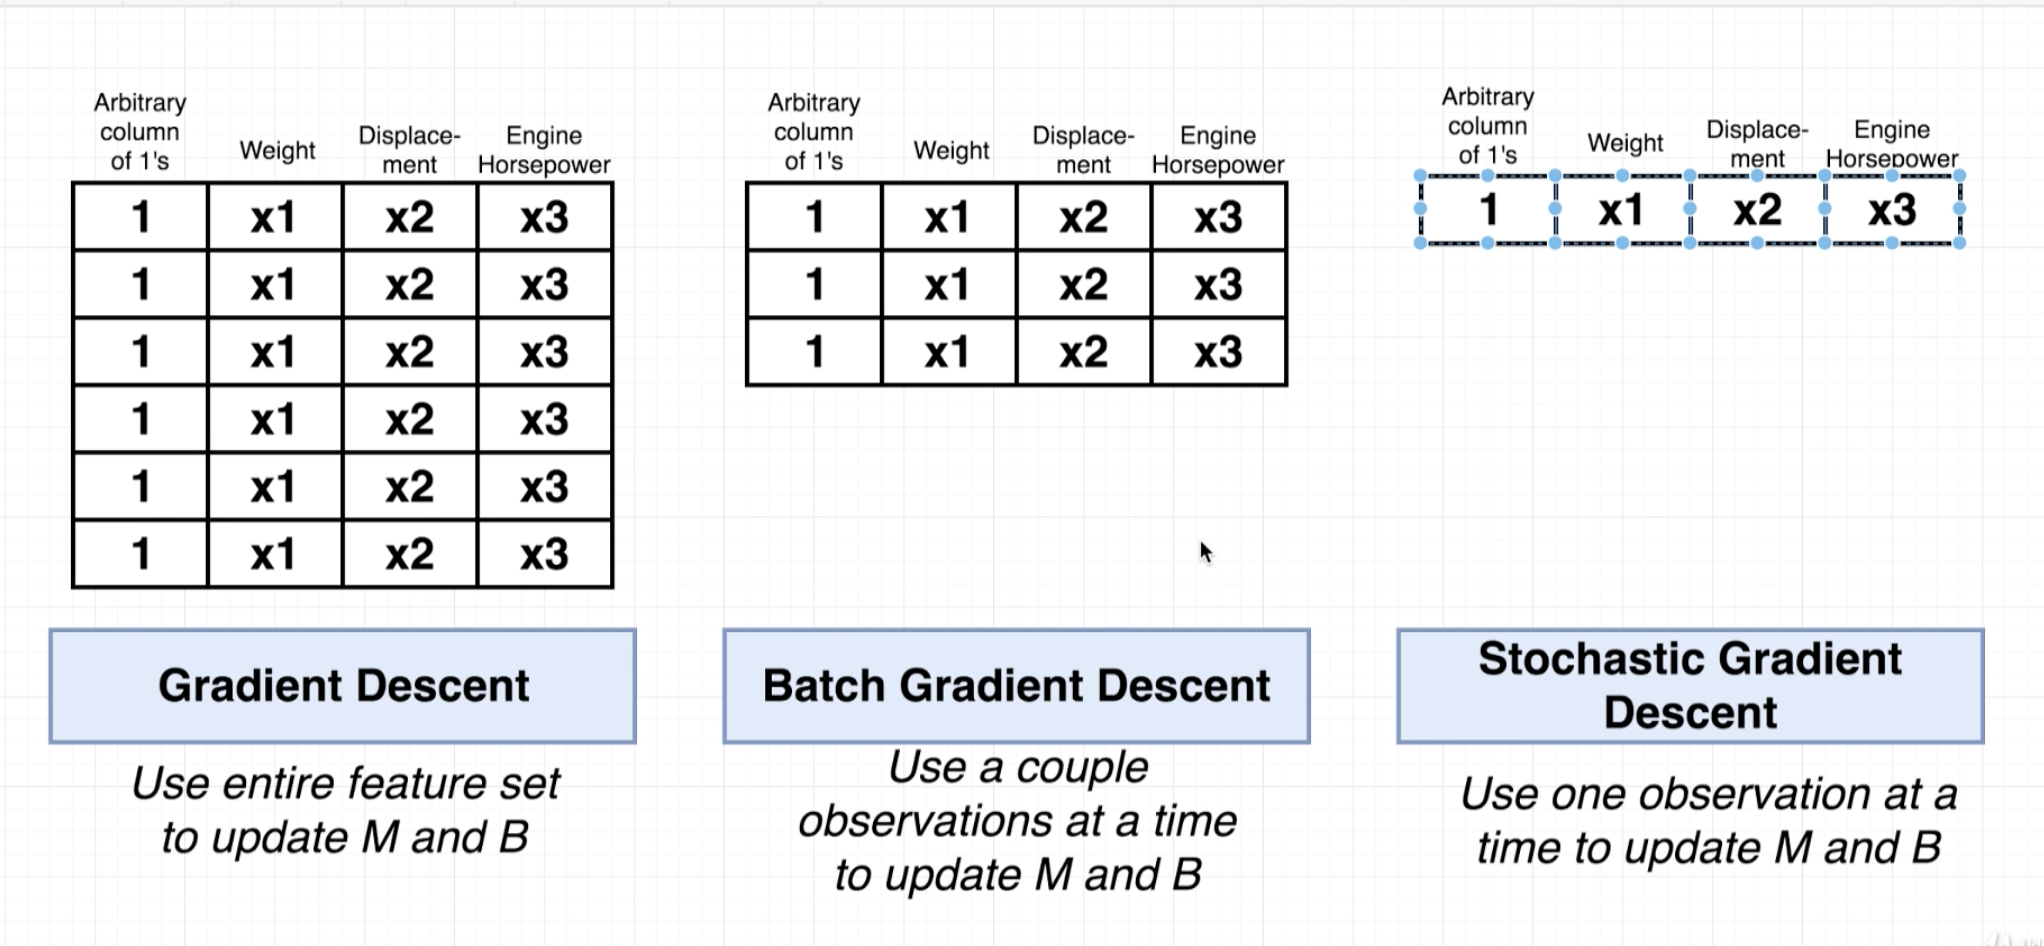 Arbitrary
column
of 1's
Weight
Displace-
ment
Engine
Horsepower
1 x1 x2 x3
1 x1 x2 x3
1 x1 x2 x3
1 x1 x2 x3
1 x1 x2 x3
1 x1 x2 x3
Gradient Descent
Use entire feature set
to update M and B
Arbitrary
column
of 1's
Weight
Displace-
ment
Engine
Horsepower
1 x1 x2 x3
1 x1 x2 x3
1 x1 x2 x3
Batch Gradient Descent
Use a couple
observations at a time
to update M and B
Arbitrary
column
of 1's
Weight
Displace-
ment
Engine
Horsepower
1 x1 x2 x3
Stochastic Gradient
Descent
Use one observation at a
time to update M and B